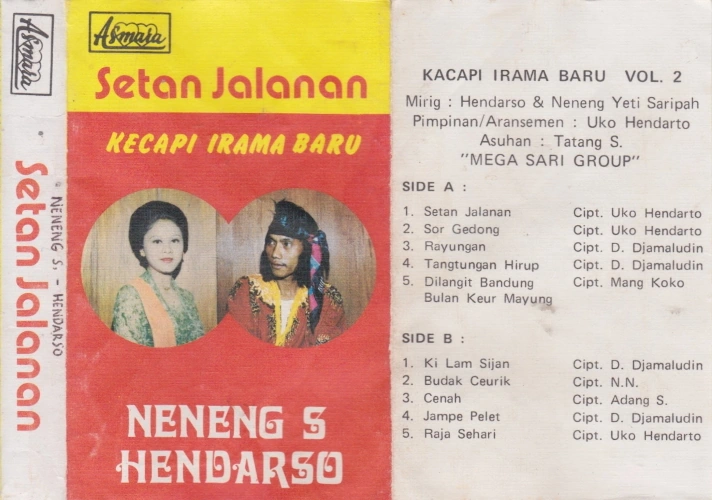 Asmara
Setan Jalanan
NENENG S. - HENDARSO
Asmara
Setan Jalanan
KECAPI IRAMA BARU
NENENG S
HENDARSO
KACAPI IRAMA BARU VOL. 2
Mirig : Hendarso & Neneng Yeti Saripah
Pimpinan/Aransemen : Uko Hendarto
Asuhan : Tatang S.
"MEGA SARI GROUP"
SIDE A :
1. Setan Jalanan Cipt. Uko Hendarto
2. Sor Gedong Cipt. Uko Hendarto
3. Rayungan Cipt. D. Djamaludin
4. Tangtungan Hirup Cipt. D. Djamaludin
5. Dilangit Bandung Cipt. Mang Koko
Bulan Keur Mayung
SIDE B :
1. Ki Lam Sijan Cipt. D. Djamaludin
2. Budak Ceurik Cipt. N.N.
3. Cenah Cipt. Adang S.
4. Jampe Pelet Cipt. D. Djamaludin
5. Raja Sehari Cipt. Uko Hendarto